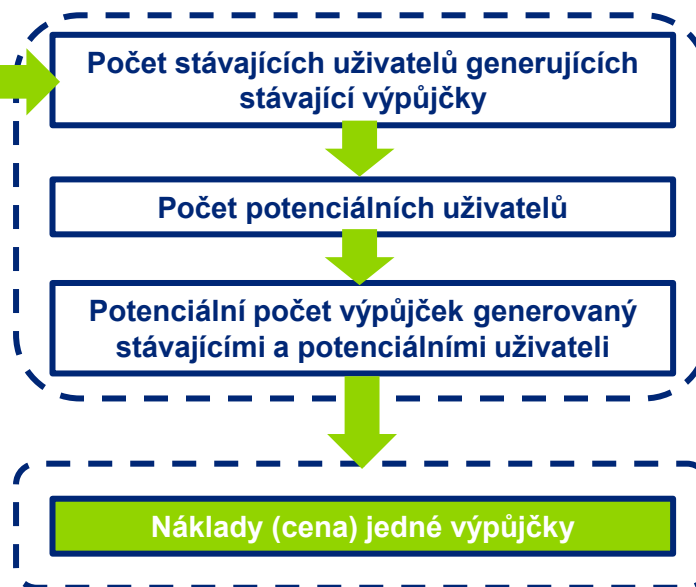 Počet stávajících uživatelů generujících
stávající výpůjčky
Počet potenciálních uživatelů
Potenciální počet výpůjček generovaný
stávajícími a potenciálními uživateli
Náklady (cena) jedné výpůjčky